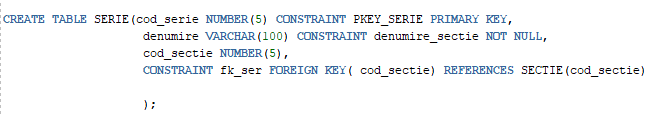 CREATE TABLE SERIE(cod_serie NUMBER(5) CONSTRAINT PKEY_SERIE PRIMARY KEY,
denumire VARCHAR(100) CONSTRAINT denumire_sectie NOT NULL,
cod_sectie NUMBER(5),
CONSTRAINT fk_ser FOREIGN KEY( cod_sectie) REFERENCES SECTIE(cod_sectie)
);